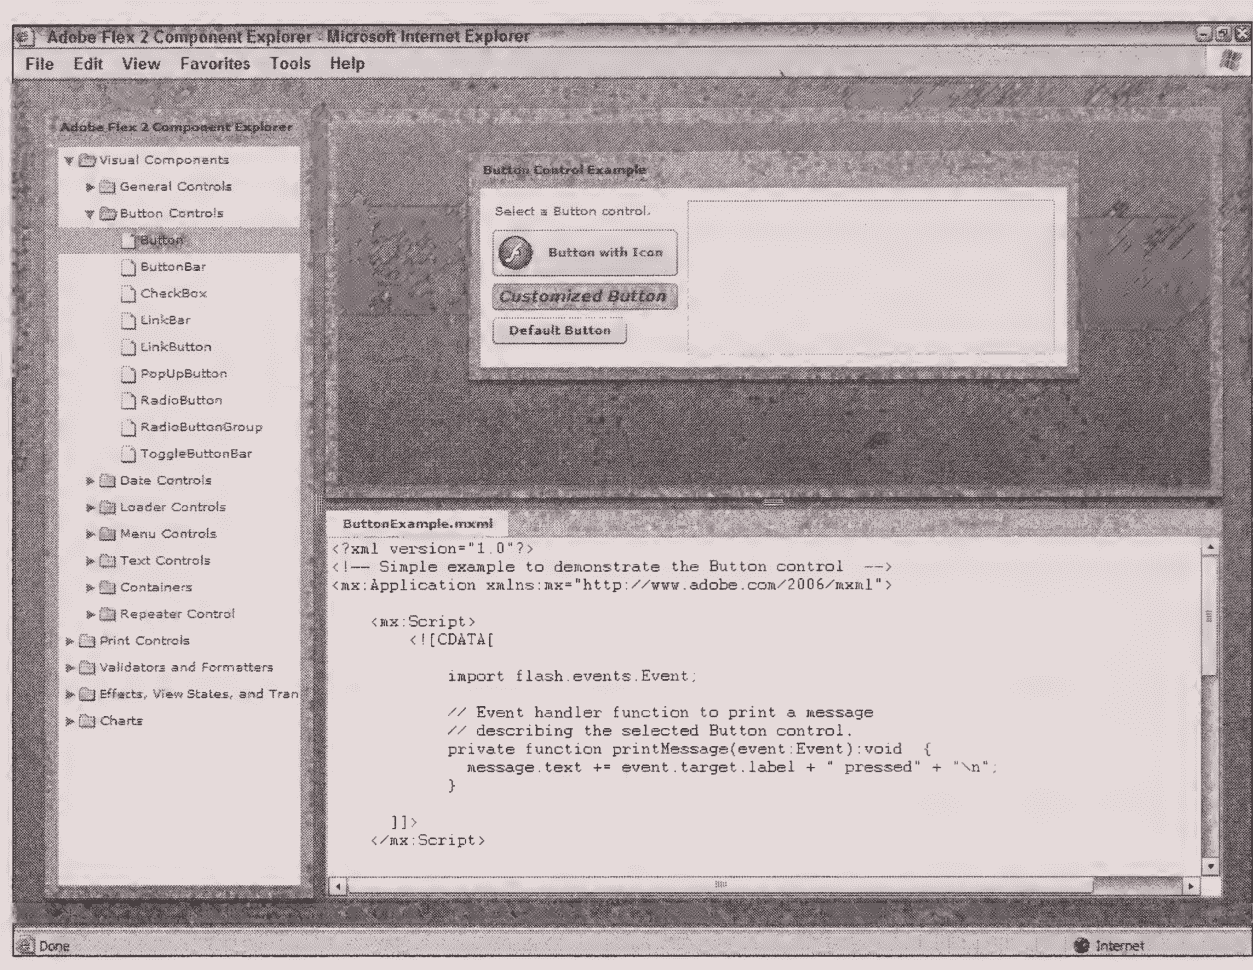 Adobe Flex 2 Component Explorer - Microsoft Internet Explorer
File Edit View Favorites Tools Help
Adobe Flex 2 Component Explorer
Visual Components
General Controls
Button Controls
Button
ButtonBar
CheckBox
LinkBar
LinkButton
PopUpButton
RadioButton
RadioButtonGroup
ToggleButtonBar
Date Controls
Loader Controls
Menu Controls
Text Controls
Containers
Repeater Control
Print Controls
Validators and Formatters
Effects, View States, and Tran
Charts
Button Control Example
Select a Button control.
Button with Icon
Customized Button
Default Button
ButtonExample.mxml
<?xml version="1.0"?>
<!-- Simple example to demonstrate the Button control -->
<mx:Application xmlns:mx="http://www.adobe.com/2006/mxml">
<mx:Script>
<![CDATA[
import flash.events.Event;
// Event handler function to print a message
// describing the selected Button control.
private function printMessage(event:Event):void {
message.text += event.target.label + " pressed" + "\n";
}
]]>
</mx:Script>
Done
Internet